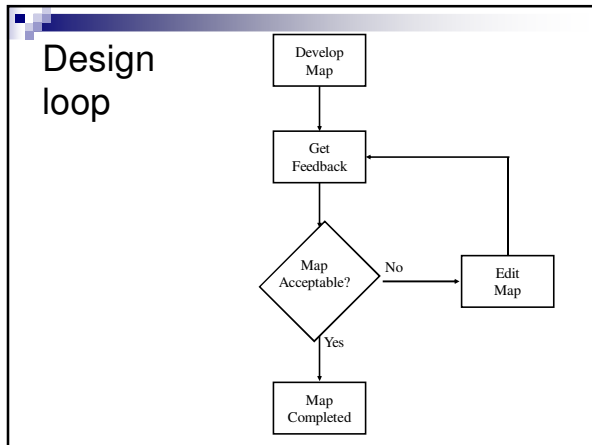 Design
loop
Develop
Map
Get
Feedback
Map
Acceptable?
No
Edit
Map
Yes
Map
Completed